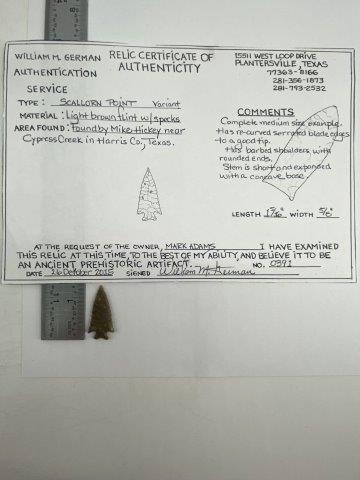 WILLIAM M. GERMAN
AUTHENTICATION
SERVICE
RELIC CERTIFICATE OF
AUTHENTICITY
15511 WEST LOOP DRIVE
PLANTERSVILLE, TEXAS
77363-8166
281-356-1873
281-793-2532
TYPE: SCALLORN POINT Variant
MATERIAL: Light brown flint w/specks
AREA FOUND: Found by Mike Hickey near
Cypress Creek in Harris Co., Texas.
COMMENTS
Complete medium size example.
Has re-curved serrated blade edges
to a good tip.
Has barbed shoulders with
rounded ends.
Stem is short and expanded
with a concave base.
LENGTH 1 7/16" WIDTH 5/8"
AT THE REQUEST OF THE OWNER, MARK ADAMS I HAVE EXAMINED
THIS RELIC AT THIS TIME, TO THE BEST OF MY ABILITY, AND BELIEVE IT TO BE
AN ANCIENT PREHISTORIC ARTIFACT. NO. 0391
DATE 26 October 2015 SIGNED William M. German